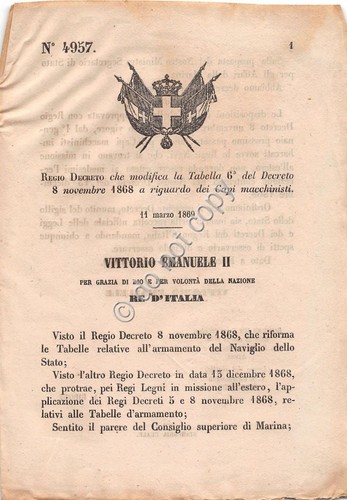 N° 4957.
1
REGIO DECRETO che modifica la Tabella 6ª del Decreto
8 novembre 1868 a riguardo dei Capi macchinisti.
11 marzo 1869
VITTORIO EMANUELE II
PER GRAZIA DI DIO E PER VOLONTÀ DELLA NAZIONE
RE D'ITALIA
Visto il Regio Decreto 8 novembre 1868, che riforma
le Tabelle relative all'armamento del Naviglio dello
Stato;
Visto l'altro Regio Decreto in data 13 dicembre 1868,
che protrae, pei Regi Legni in missione all'estero, l'ap-
plicazione dei Regi Decreti 5 e 8 novembre 1868, re-
lativi alle Tabelle d'armamento;
Sentito il parere del Consiglio superiore di Marina;
do not copy